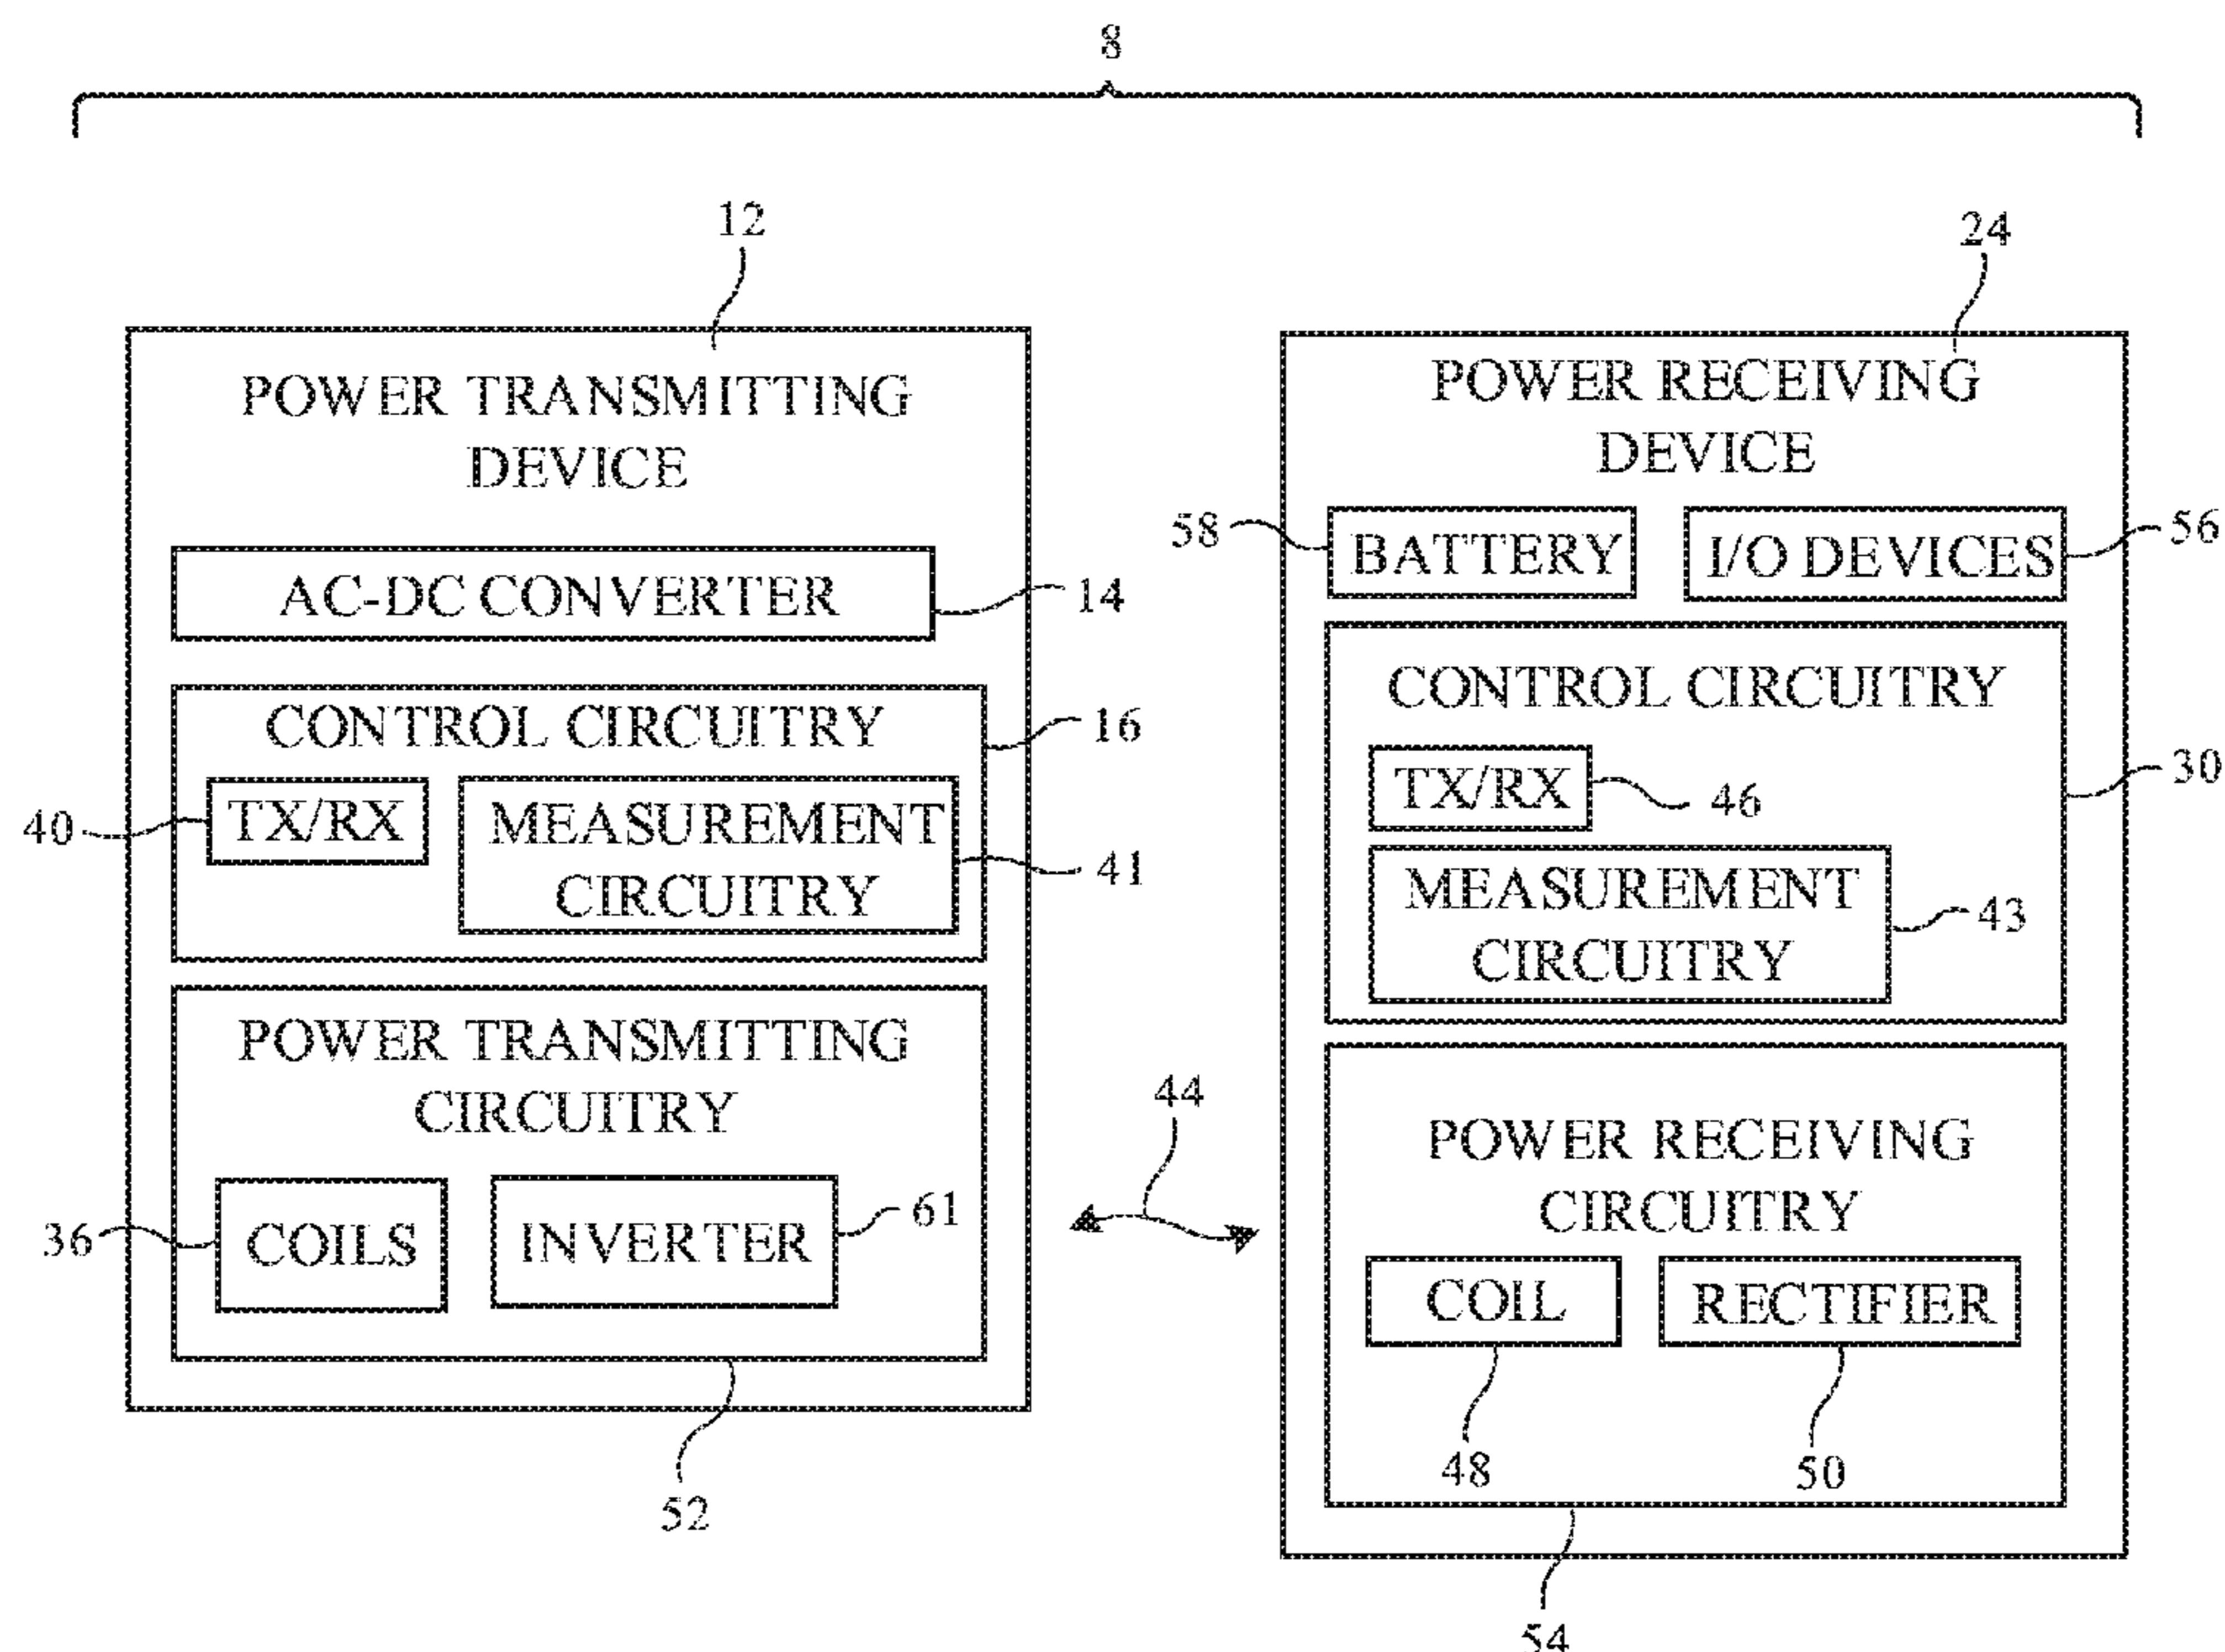 8
12
POWER TRANSMITTING
DEVICE
AC-DC CONVERTER
14
CONTROL CIRCUITRY
16
40
TX/RX
MEASUREMENT
CIRCUITRY
41
POWER TRANSMITTING
CIRCUITRY
36
COILS
INVERTER
61
52
44
24
POWER RECEIVING
DEVICE
58
BATTERY
I/O DEVICES
56
CONTROL CIRCUITRY
30
TX/RX
46
MEASUREMENT
CIRCUITRY
43
POWER RECEIVING
CIRCUITRY
COIL
RECTIFIER
48
50
54